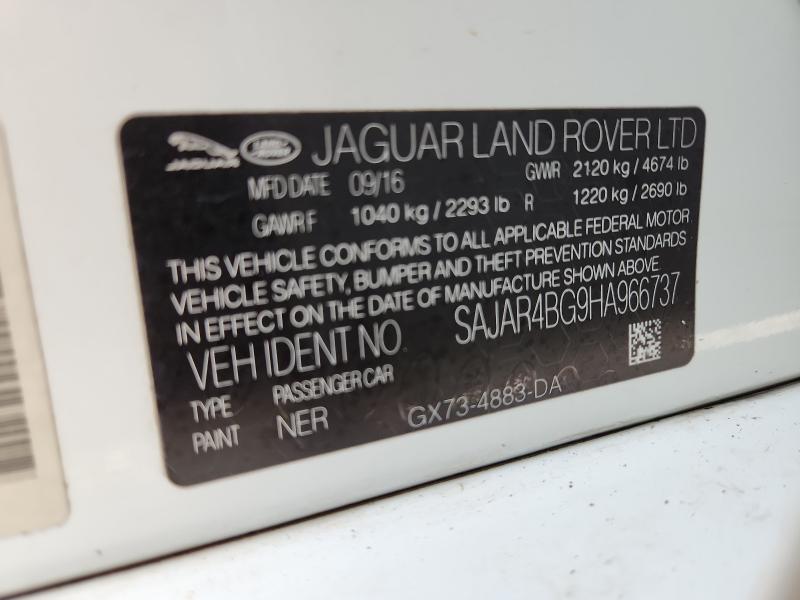 JAGUAR LAND ROVER LTD
JAGUAR
MFD DATE 09/16 GVWR 2120 kg / 4674 lb
GAWR F 1040 kg / 2293 lb R 1220 kg / 2690 lb
THIS VEHICLE CONFORMS TO ALL APPLICABLE FEDERAL MOTOR
VEHICLE SAFETY, BUMPER AND THEFT PREVENTION STANDARDS
IN EFFECT ON THE DATE OF MANUFACTURE SHOWN ABOVE.
VEH IDENT NO. SAJAR4BG9HA966737
TYPE PASSENGER CAR
PAINT NER GX73-4883-DA